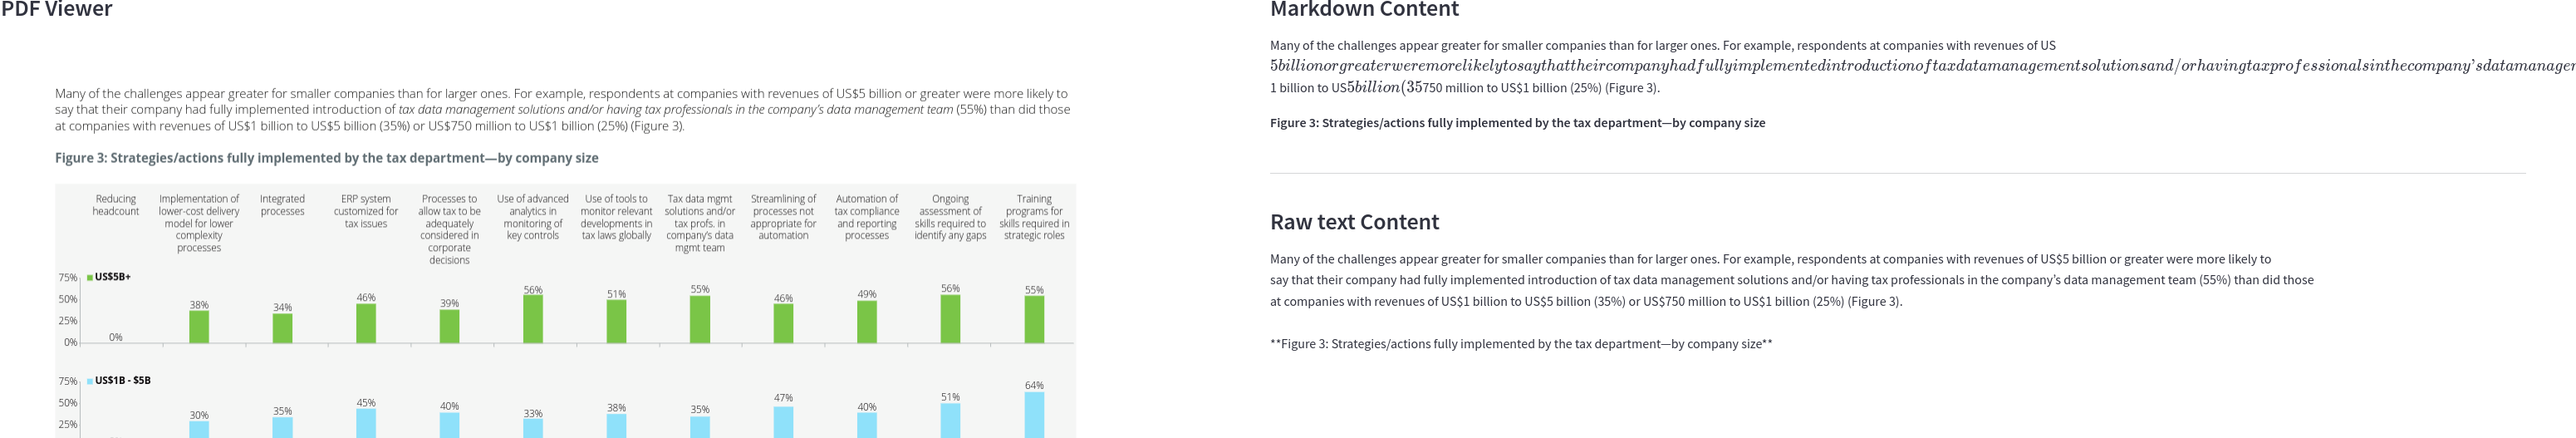 PDF Viewer
Many of the challenges appear greater for smaller companies than for larger ones. For example, respondents at companies with revenues of US$5 billion or greater were more likely to
say that their company had fully implemented introduction of tax data management solutions and/or having tax professionals in the company's data management team (55%) than did those
at companies with revenues of US$1 billion to US$5 billion (35%) or US$750 million to US$1 billion (25%) (Figure 3).
Figure 3: Strategies/actions fully implemented by the tax department—by company size
Reducing
headcount
Implementation of
lower-cost delivery
model for lower
complexity
processes
Integrated
processes
ERP system
customized for
tax issues
Processes to
allow tax to be
adequately
considered in
corporate
decisions
Use of advanced
analytics in
monitoring of
key controls
Use of tools to
monitor relevant
developments in
tax laws globally
Tax data mgmt
solutions and/or
tax profs. in
company's data
mgmt team
Streamlining of
processes not
appropriate for
automation
Automation of
tax compliance
and reporting
processes
Ongoing
assessment of
skills required to
identify any gaps
Training
programs for
skills required in
strategic roles
US$5B+
75%
50%
25%
0%
0%
38%
34%
46%
39%
56%
51%
55%
46%
49%
56%
55%
US$1B - $5B
75%
50%
25%
30%
35%
45%
40%
33%
38%
35%
47%
40%
51%
64%
Markdown Content
Many of the challenges appear greater for smaller companies than for larger ones. For example, respondents at companies with revenues of US
5billionorgreaterweremorelikelytosaythattheircompanyhadfullyimplementedintroductionoftaxdatamanagementsolutionsand/orhavingtaxprofessionalsinthecompany'sdatamanagem
1 billion to US5billion(35750 million to US$1 billion (25%) (Figure 3).
Figure 3: Strategies/actions fully implemented by the tax department—by company size
Raw text Content
Many of the challenges appear greater for smaller companies than for larger ones. For example, respondents at companies with revenues of US$5 billion or greater were more likely to
say that their company had fully implemented introduction of tax data management solutions and/or having tax professionals in the company's data management team (55%) than did those
at companies with revenues of US$1 billion to US$5 billion (35%) or US$750 million to US$1 billion (25%) (Figure 3).
**Figure 3: Strategies/actions fully implemented by the tax department—by company size**